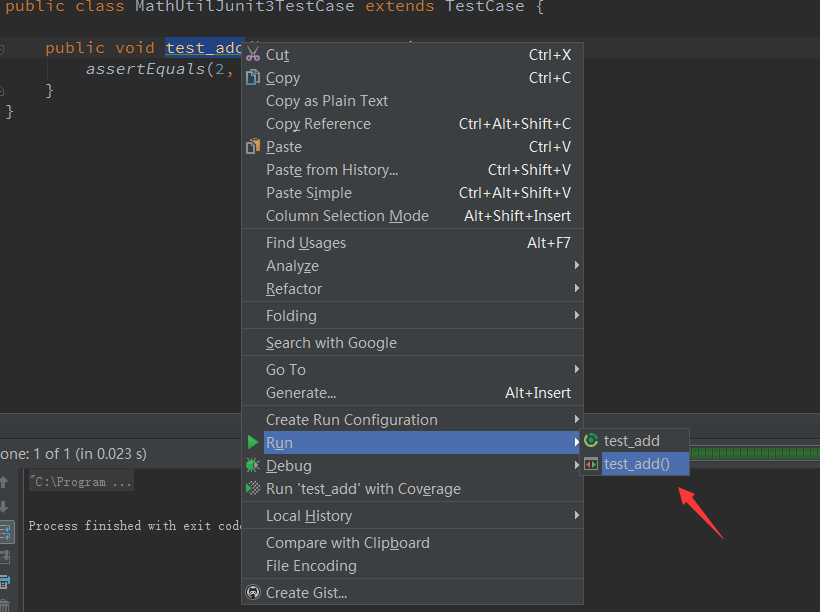 public class MathUtilJunit3TestCase extends TestCase {
public void test_add
assertEquals(2,
}
}
Cut Ctrl+X
Copy Ctrl+C
Copy as Plain Text
Copy Reference Ctrl+Alt+Shift+C
Paste Ctrl+V
Paste from History... Ctrl+Shift+V
Paste Simple Ctrl+Alt+Shift+V
Column Selection Mode Alt+Shift+Insert
Find Usages Alt+F7
Analyze
Refactor
Folding
Search with Google
Go To
Generate... Alt+Insert
Create Run Configuration
Run
test_add
one: 1 of 1 (in 0.023 s)
Debug
test_add()
"C:\Program ...
Run 'test_add' with Coverage
Local History
Process finished with exit code
Compare with Clipboard
File Encoding
Create Gist...